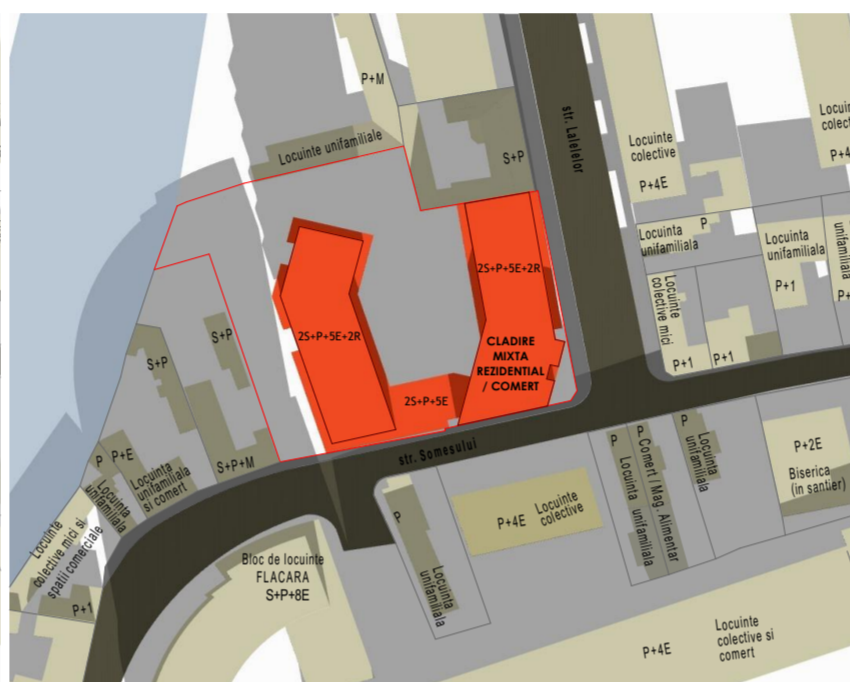 P+M
str. Lalelelor
Locuinte
colective
P+4E
P+4
Locuinte unifamiliale
S+P
Locuinta
unifamiliala
P
Locuinta
unifamiliala
P+1
unifamiliala
2S+P+5E+2R
2S+P+5E+2R
Locuinte
colective mici
P+1
P+1
CLADIRE
MIXTA
REZIDENTIAL
/ COMERT
2S+P+5E
S+P
S+P
str. Somesului
P
P+E
Locuinta
unifamiliala
Locuinta
unifamiliala
si comert
S+P+M
Locuinte
colective mici si
spatii comerciale
P+1
P
Locuinta
unifamiliala
P+4E
Locuinte
colective
P
Locuinta
unifamiliala
P
Comert / Mag. Alimentar
P
Locuinta
unifamiliala
P+2E
Biserica
(in santier)
Bloc de locuinte
FLACARA
S+P+8E
P+4E
Locuinte
colective si
comert